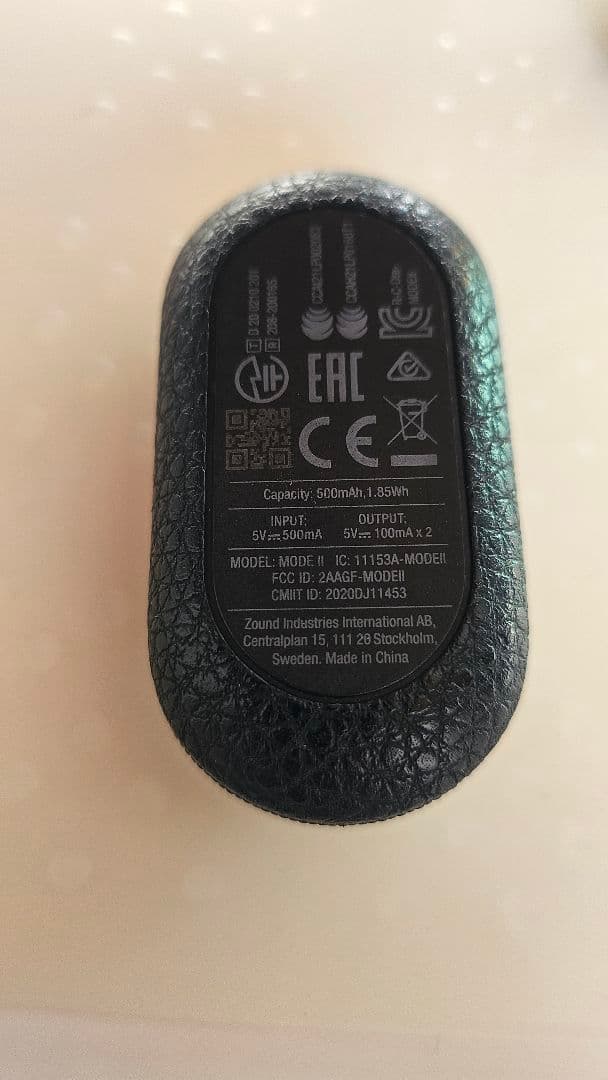 R
EAC
CE
Capacity: 500mAh,1.85Wh
INPUT: OUTPUT:
5V⎓500mA 5V⎓100mA x 2
MODEL: MODE II IC: 11153A-MODEII
FCC ID: 2AAGF-MODEII
CMIIT ID: 2020DJ11453
Zound Industries International AB,
Centralplan 15, 111 20 Stockholm,
Sweden. Made in China